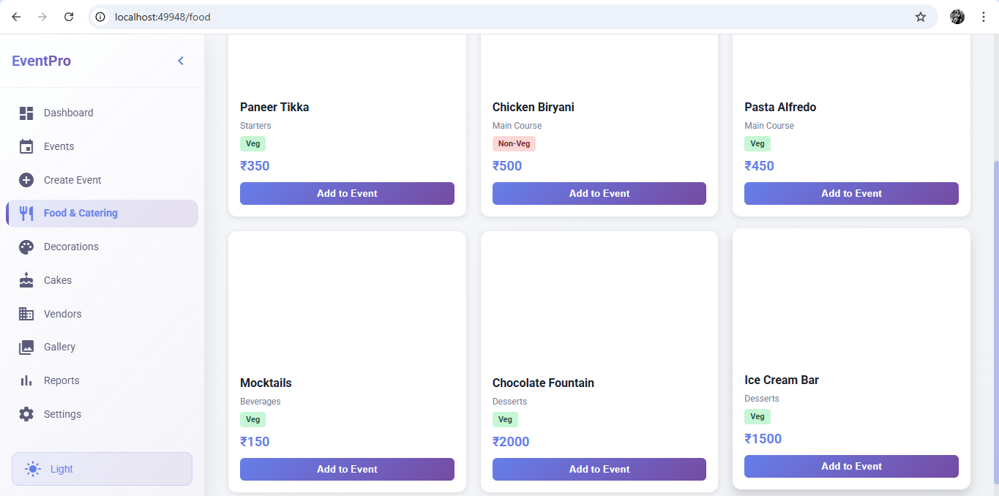 localhost:49948/food
EventPro
Dashboard
Events
Create Event
Food & Catering
Decorations
Cakes
Vendors
Gallery
Reports
Settings
Light
Paneer Tikka
Starters
Veg
₹350
Add to Event
Chicken Biryani
Main Course
Non-Veg
₹500
Add to Event
Pasta Alfredo
Main Course
Veg
₹450
Add to Event
Mocktails
Beverages
Veg
₹150
Add to Event
Chocolate Fountain
Desserts
Veg
₹2000
Add to Event
Ice Cream Bar
Desserts
Veg
₹1500
Add to Event